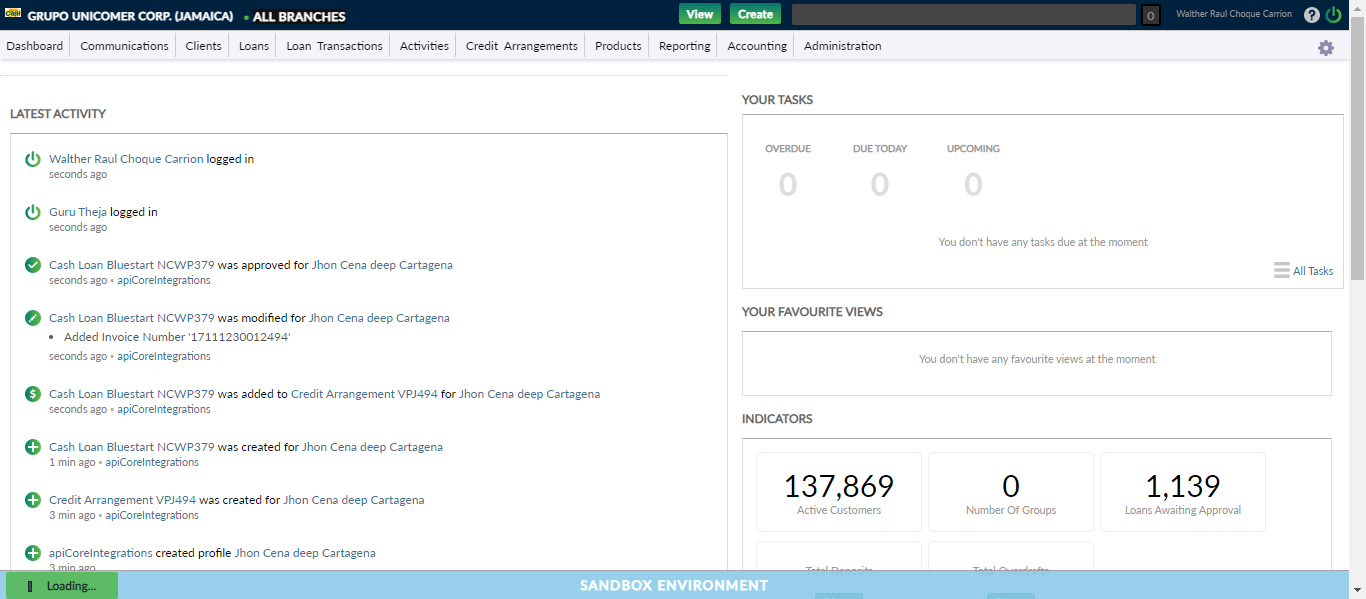 GRUPO UNICOMER CORP. (JAMAICA) • ALL BRANCHES View Create 0 Walther Raul Choque Carrion ?
Dashboard Communications Clients Loans Loan Transactions Activities Credit Arrangements Products Reporting Accounting Administration
LATEST ACTIVITY
Walther Raul Choque Carrion logged in
seconds ago
Guru Theja logged in
seconds ago
Cash Loan Bluestart NCWP379 was approved for Jhon Cena deep Cartagena
seconds ago • apiCoreIntegrations
Cash Loan Bluestart NCWP379 was modified for Jhon Cena deep Cartagena
• Added Invoice Number '17111230012494'
seconds ago • apiCoreIntegrations
Cash Loan Bluestart NCWP379 was added to Credit Arrangement VPJ494 for Jhon Cena deep Cartagena
seconds ago • apiCoreIntegrations
Cash Loan Bluestart NCWP379 was created for Jhon Cena deep Cartagena
1 min ago • apiCoreIntegrations
Credit Arrangement VPJ494 was created for Jhon Cena deep Cartagena
3 min ago • apiCoreIntegrations
apiCoreIntegrations created profile Jhon Cena deep Cartagena
3 min ago
YOUR TASKS
OVERDUE DUE TODAY UPCOMING
0 0 0
You don't have any tasks due at the moment
All Tasks
YOUR FAVOURITE VIEWS
You don't have any favourite views at the moment
INDICATORS
137,869 0 1,139
Active Customers Number Of Groups Loans Awaiting Approval
Total Deposits Total Overdrafts
Loading... SANDBOX ENVIRONMENT